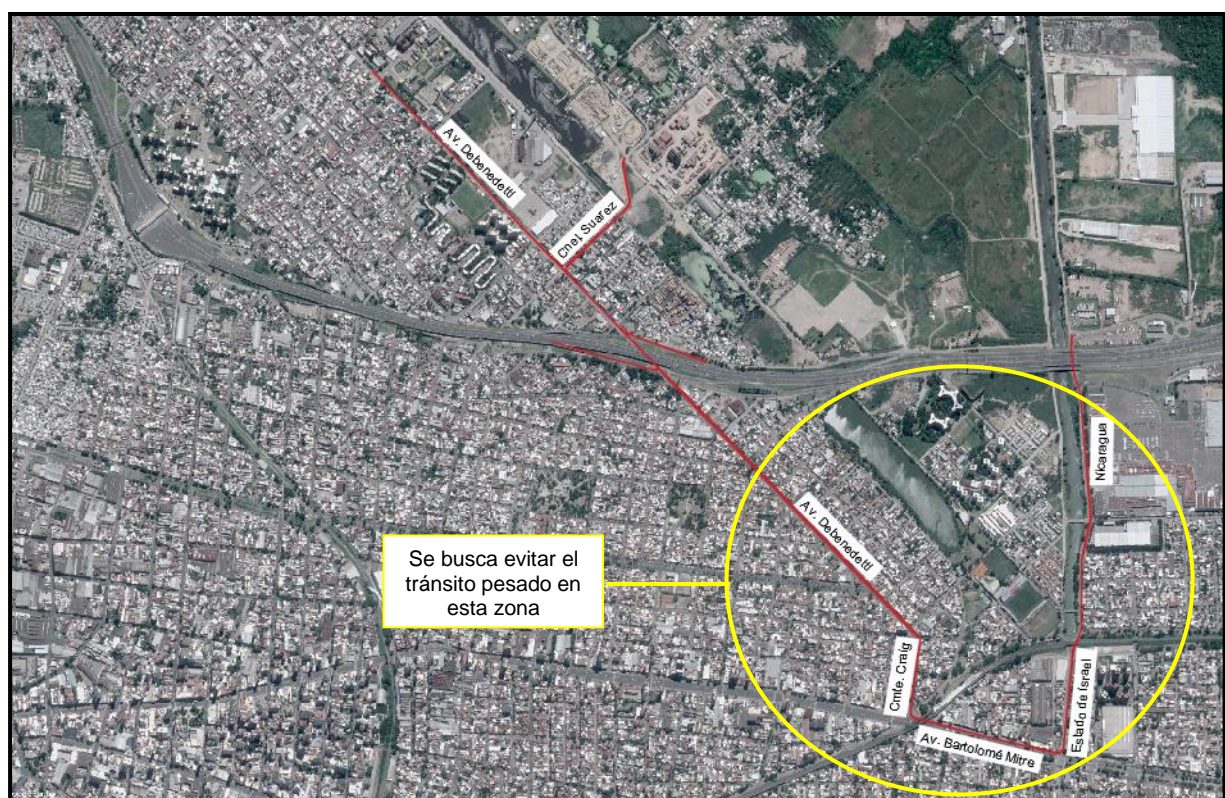 Av. Debenedetti
Cnel. Suarez
Nicaragua
Av. Debenedetti
Se busca evitar el
tránsito pesado en
esta zona
Cmte. Craig
Estado de Israel
Av. Bartolomé Mitre